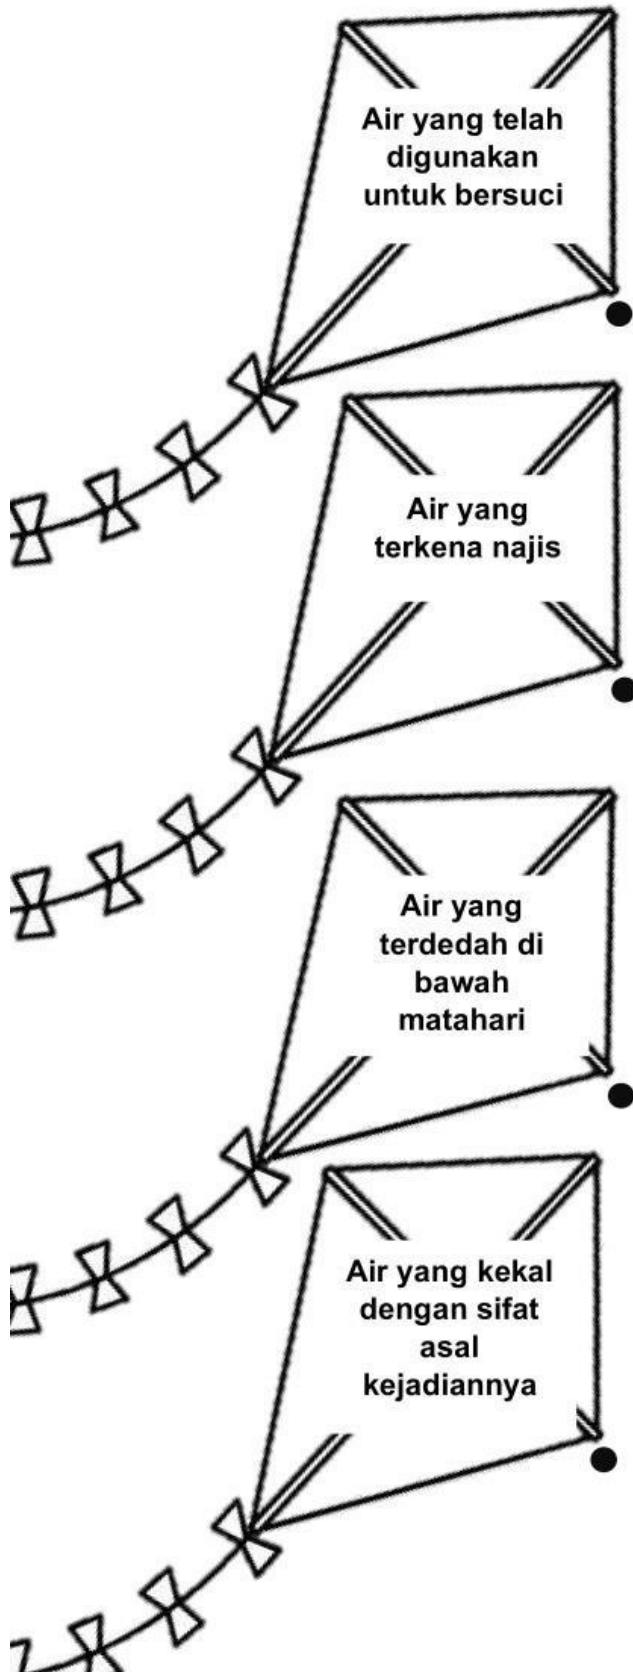 Air yang telah
digunakan
untuk bersuci
Air yang
terkena najis
Air yang
terdedah di
bawah
matahari
Air yang kekal
dengan sifat
asal
kejadiannya